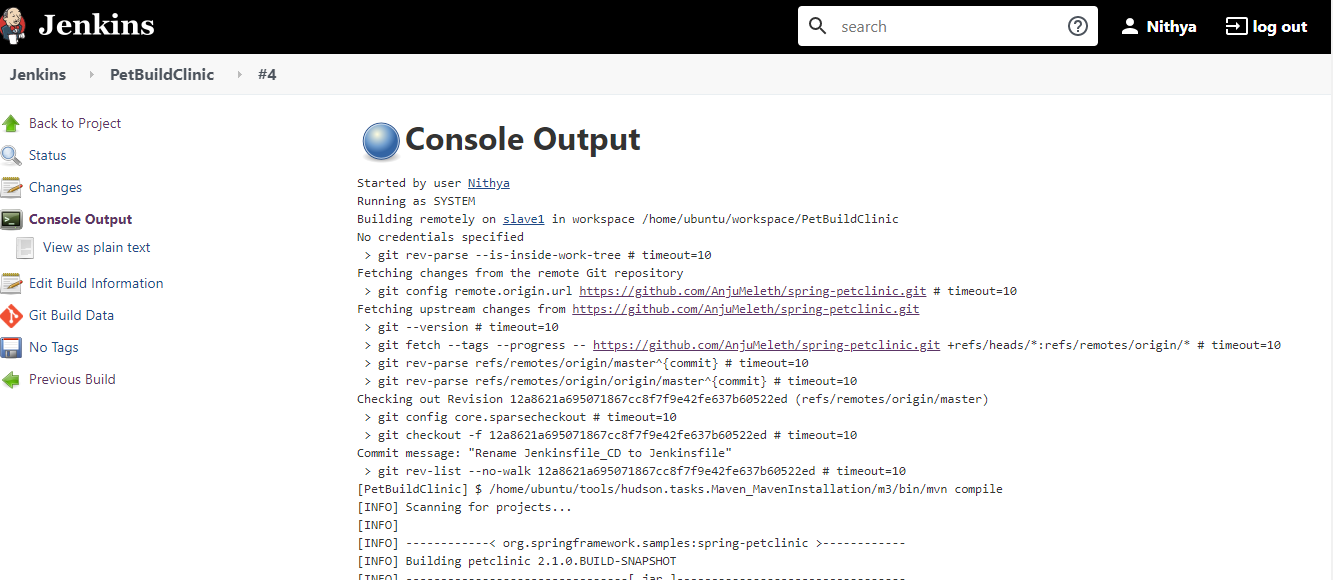 Jenkins
search
Nithya
log out
Jenkins
PetBuildClinic
#4
Back to Project
Status
Changes
Console Output
View as plain text
Edit Build Information
Git Build Data
No Tags
Previous Build
Console Output
Started by user Nithya
Running as SYSTEM
Building remotely on slave1 in workspace /home/ubuntu/workspace/PetBuildClinic
No credentials specified
> git rev-parse --is-inside-work-tree # timeout=10
Fetching changes from the remote Git repository
> git config remote.origin.url https://github.com/AnjuMeleth/spring-petclinic.git # timeout=10
Fetching upstream changes from https://github.com/AnjuMeleth/spring-petclinic.git
> git --version # timeout=10
> git fetch --tags --progress -- https://github.com/AnjuMeleth/spring-petclinic.git +refs/heads/*:refs/remotes/origin/* # timeout=10
> git rev-parse refs/remotes/origin/master^{commit} # timeout=10
> git rev-parse refs/remotes/origin/origin/master^{commit} # timeout=10
Checking out Revision 12a8621a695071867cc8f7f9e42fe637b60522ed (refs/remotes/origin/master)
> git config core.sparsecheckout # timeout=10
> git checkout -f 12a8621a695071867cc8f7f9e42fe637b60522ed # timeout=10
Commit message: "Rename Jenkinsfile_CD to Jenkinsfile"
> git rev-list --no-walk 12a8621a695071867cc8f7f9e42fe637b60522ed # timeout=10
[PetBuildClinic] $ /home/ubuntu/tools/hudson.tasks.Maven_MavenInstallation/m3/bin/mvn compile
[INFO] Scanning for projects...
[INFO]
[INFO] ------------< org.springframework.samples:spring-petclinic >------------
[INFO] Building petclinic 2.1.0.BUILD-SNAPSHOT
[INFO] --------------------------------[ jar ]---------------------------------